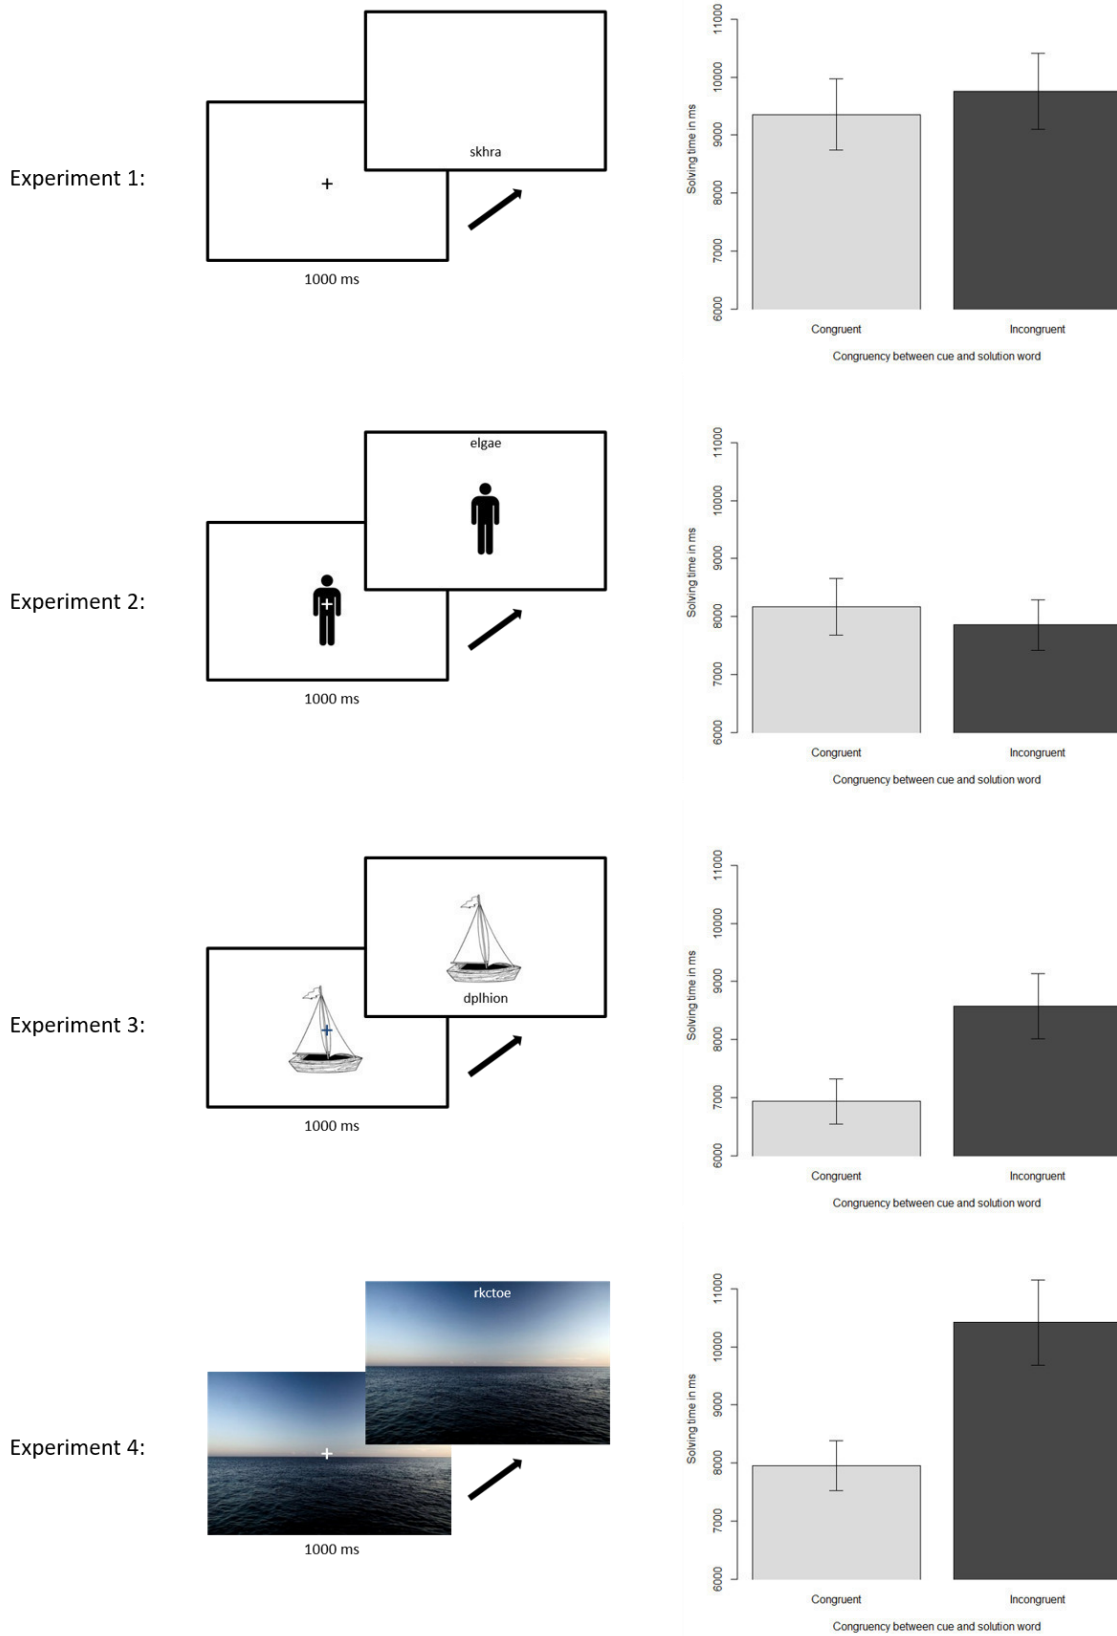 Experiment 1:
skhra
1000 ms
11000
10000
9000
8000
7000
6000
Solving time in ms
Congruent
Incongruent
Congruency between cue and solution word
Experiment 2:
elgae
1000 ms
11000
10000
9000
8000
7000
6000
Solving time in ms
Congruent
Incongruent
Congruency between cue and solution word
Experiment 3:
dplhion
1000 ms
11000
10000
9000
8000
7000
6000
Solving time in ms
Congruent
Incongruent
Congruency between cue and solution word
Experiment 4:
rkctoe
1000 ms
11000
10000
9000
8000
7000
6000
Solving time in ms
Congruent
Incongruent
Congruency between cue and solution word